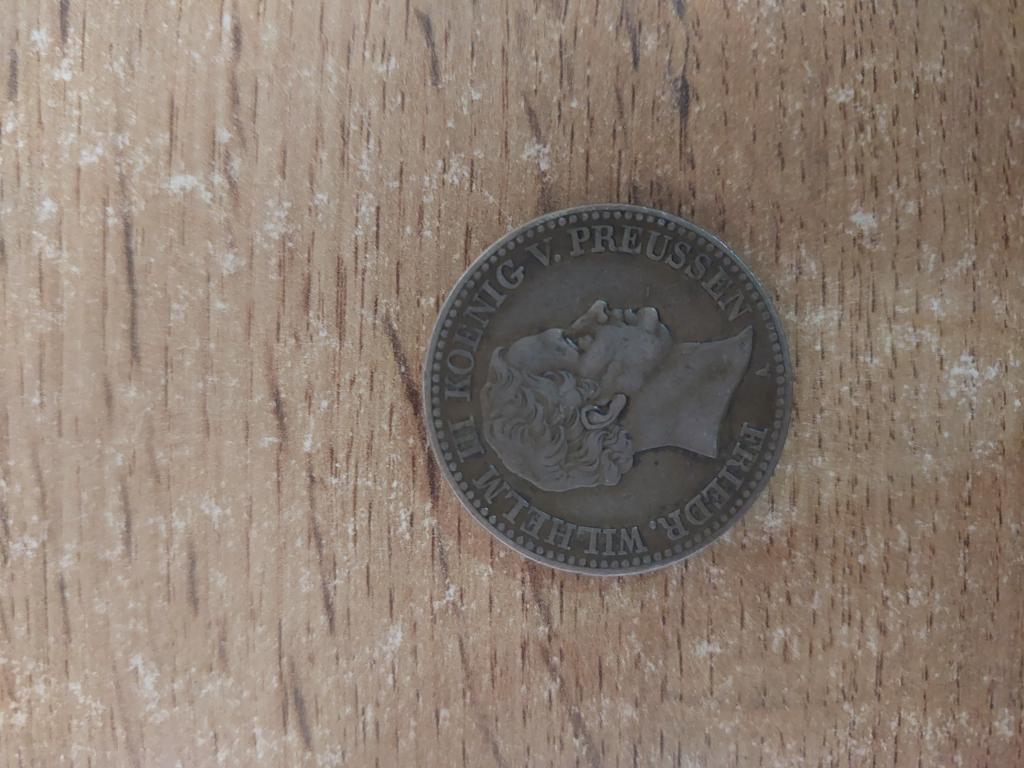 FRIEDR. WILHELM III KOENIG V. PREUSSEN
A